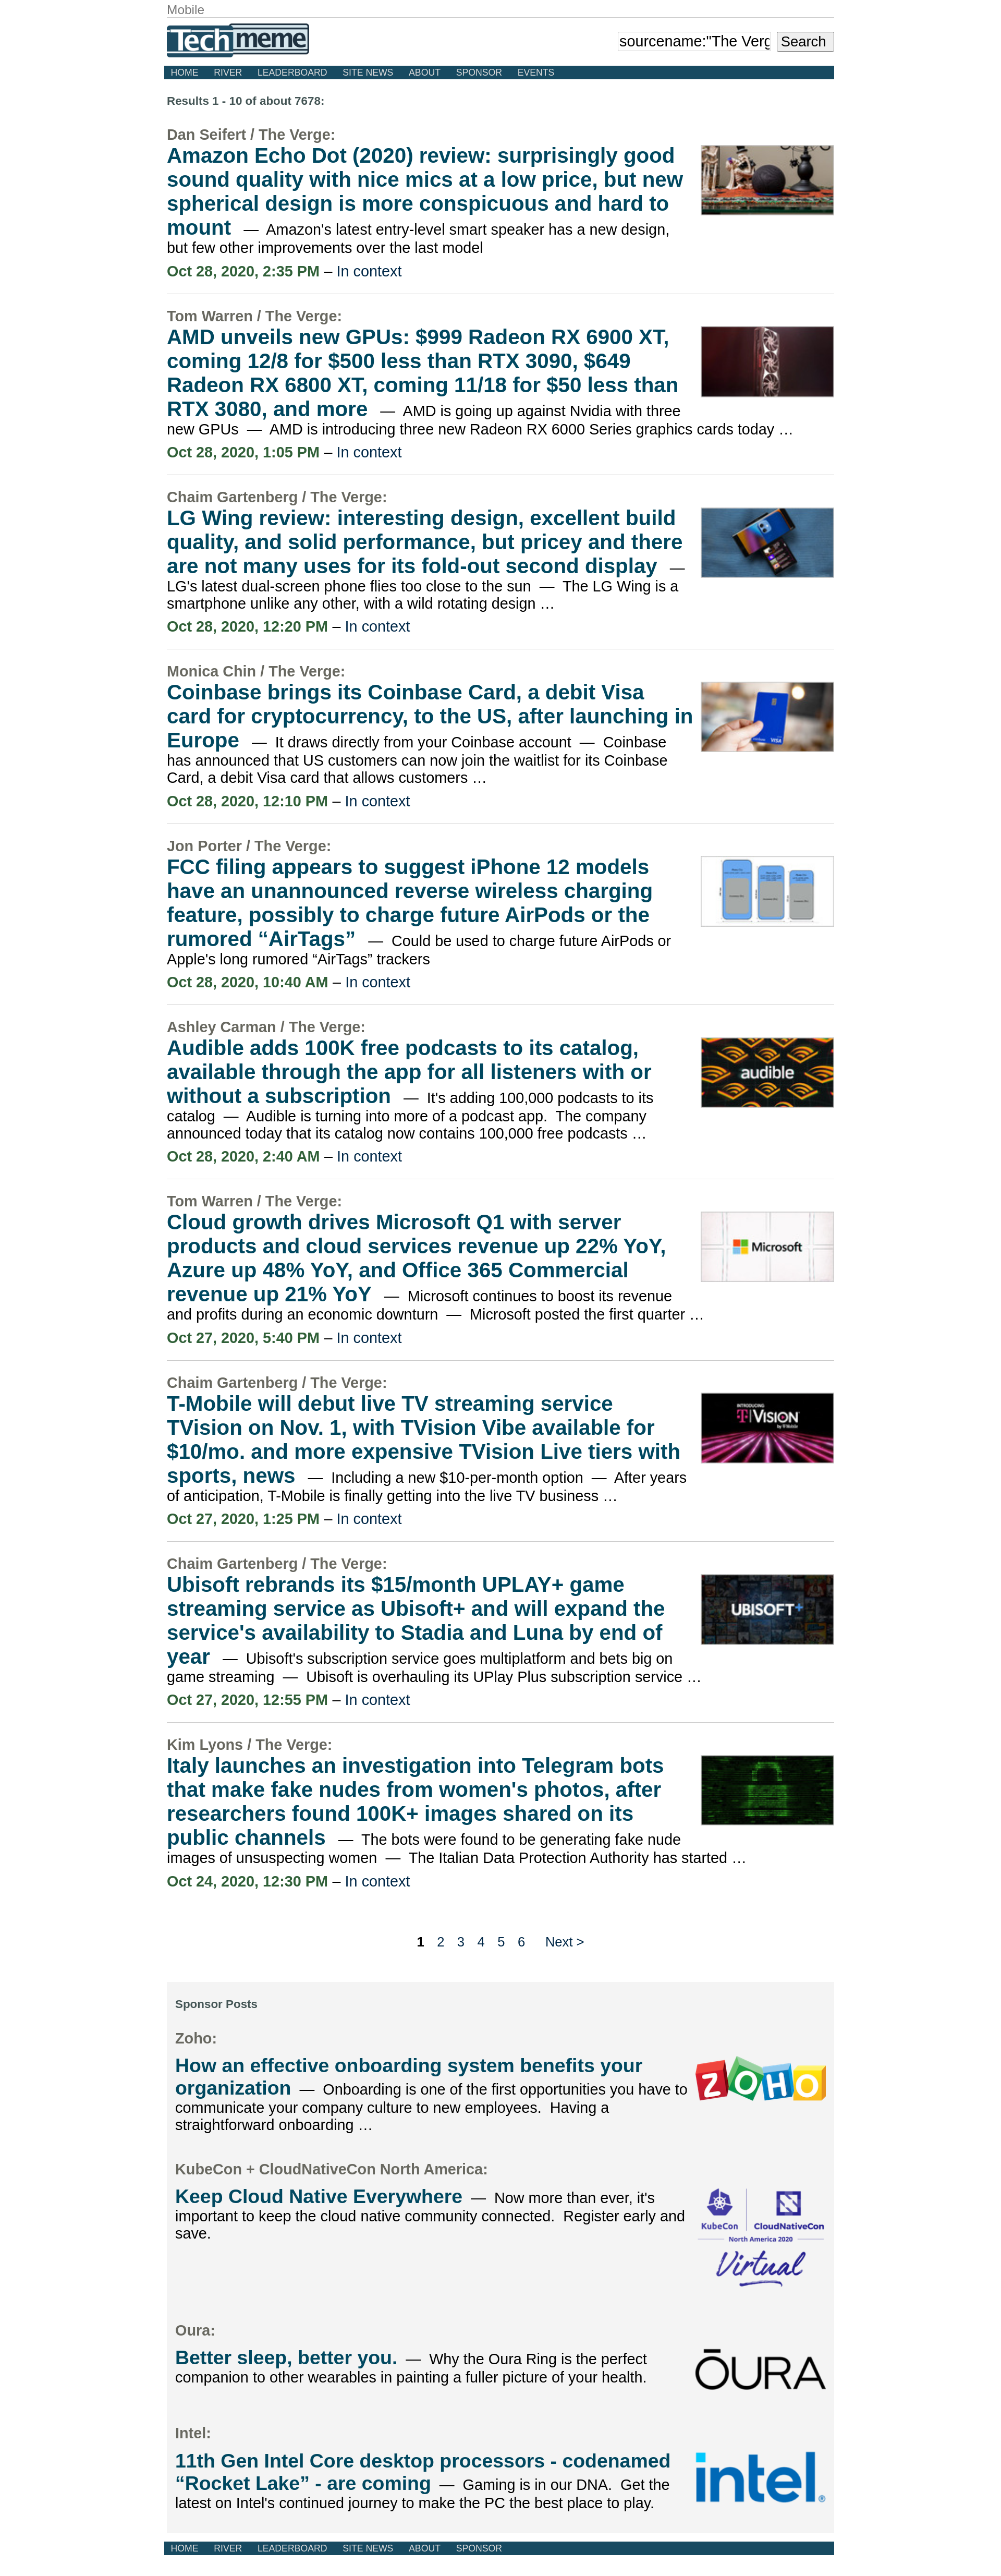 Mobile
Techmeme
sourcename:"The Verg
Search
HOME RIVER LEADERBOARD SITE NEWS ABOUT SPONSOR EVENTS
Results 1 - 10 of about 7678:
Dan Seifert / The Verge:
Amazon Echo Dot (2020) review: surprisingly good
sound quality with nice mics at a low price, but new
spherical design is more conspicuous and hard to
mount — Amazon's latest entry-level smart speaker has a new design,
but few other improvements over the last model
Oct 28, 2020, 2:35 PM – In context
Tom Warren / The Verge:
AMD unveils new GPUs: $999 Radeon RX 6900 XT,
coming 12/8 for $500 less than RTX 3090, $649
Radeon RX 6800 XT, coming 11/18 for $50 less than
RTX 3080, and more — AMD is going up against Nvidia with three
new GPUs — AMD is introducing three new Radeon RX 6000 Series graphics cards today …
Oct 28, 2020, 1:05 PM – In context
Chaim Gartenberg / The Verge:
LG Wing review: interesting design, excellent build
quality, and solid performance, but pricey and there
are not many uses for its fold-out second display —
LG's latest dual-screen phone flies too close to the sun — The LG Wing is a
smartphone unlike any other, with a wild rotating design …
Oct 28, 2020, 12:20 PM – In context
Monica Chin / The Verge:
Coinbase brings its Coinbase Card, a debit Visa
card for cryptocurrency, to the US, after launching in
Europe — It draws directly from your Coinbase account — Coinbase
has announced that US customers can now join the waitlist for its Coinbase
Card, a debit Visa card that allows customers …
VISA
Oct 28, 2020, 12:10 PM – In context
Jon Porter / The Verge:
FCC filing appears to suggest iPhone 12 models
have an unannounced reverse wireless charging
feature, possibly to charge future AirPods or the
rumored “AirTags” — Could be used to charge future AirPods or
Apple's long rumored “AirTags” trackers
Oct 28, 2020, 10:40 AM – In context
Ashley Carman / The Verge:
Audible adds 100K free podcasts to its catalog,
available through the app for all listeners with or
without a subscription — It's adding 100,000 podcasts to its
catalog — Audible is turning into more of a podcast app. The company
announced today that its catalog now contains 100,000 free podcasts …
audible
Oct 28, 2020, 2:40 AM – In context
Tom Warren / The Verge:
Cloud growth drives Microsoft Q1 with server
products and cloud services revenue up 22% YoY,
Azure up 48% YoY, and Office 365 Commercial
revenue up 21% YoY — Microsoft continues to boost its revenue
and profits during an economic downturn — Microsoft posted the first quarter …
Microsoft
Oct 27, 2020, 5:40 PM – In context
Chaim Gartenberg / The Verge:
T-Mobile will debut live TV streaming service
TVision on Nov. 1, with TVision Vibe available for
$10/mo. and more expensive TVision Live tiers with
sports, news — Including a new $10-per-month option — After years
of anticipation, T-Mobile is finally getting into the live TV business …
INTRODUCING
T VISION
by T-Mobile
Oct 27, 2020, 1:25 PM – In context
Chaim Gartenberg / The Verge:
Ubisoft rebrands its $15/month UPLAY+ game
streaming service as Ubisoft+ and will expand the
service's availability to Stadia and Luna by end of
year — Ubisoft's subscription service goes multiplatform and bets big on
game streaming — Ubisoft is overhauling its UPlay Plus subscription service …
UBISOFT+
Oct 27, 2020, 12:55 PM – In context
Kim Lyons / The Verge:
Italy launches an investigation into Telegram bots
that make fake nudes from women's photos, after
researchers found 100K+ images shared on its
public channels — The bots were found to be generating fake nude
images of unsuspecting women — The Italian Data Protection Authority has started …
Oct 24, 2020, 12:30 PM – In context
1 2 3 4 5 6 Next >
Sponsor Posts
Zoho:
How an effective onboarding system benefits your
organization — Onboarding is one of the first opportunities you have to
communicate your company culture to new employees. Having a
straightforward onboarding …
ZOHO
KubeCon + CloudNativeCon North America:
Keep Cloud Native Everywhere — Now more than ever, it's
important to keep the cloud native community connected. Register early and
save.
KubeCon CloudNativeCon
North America 2020
Virtual
Oura:
Better sleep, better you. — Why the Oura Ring is the perfect
companion to other wearables in painting a fuller picture of your health.
ŌURA
Intel:
11th Gen Intel Core desktop processors - codenamed
“Rocket Lake” - are coming — Gaming is in our DNA. Get the
latest on Intel's continued journey to make the PC the best place to play.
intel®
HOME RIVER LEADERBOARD SITE NEWS ABOUT SPONSOR